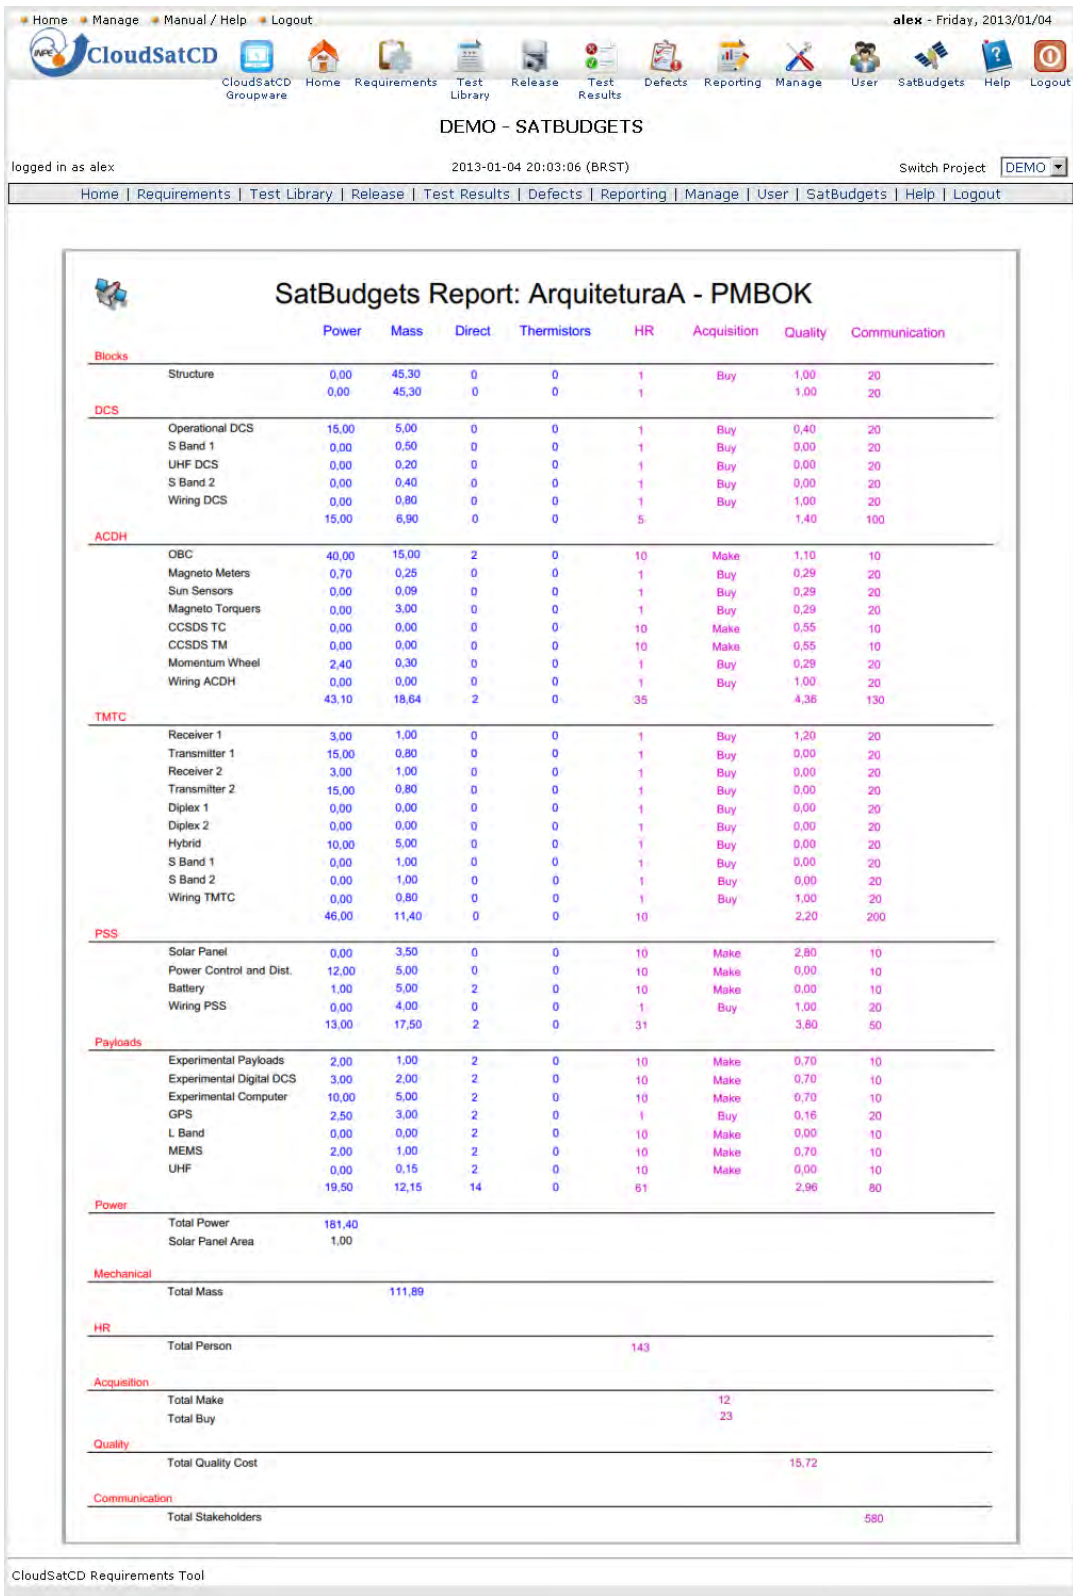 Home Manage Manual / Help Logout alex - Friday, 2013/01/04
INPE CloudSatCD
CloudSatCD Groupware Home Requirements Test Library Release Test Results Defects Reporting Manage User SatBudgets Help Logout
DEMO - SATBUDGETS
logged in as alex 2013-01-04 20:03:06 (BRST) Switch Project DEMO
Home | Requirements | Test Library | Release | Test Results | Defects | Reporting | Manage | User | SatBudgets | Help | Logout
SatBudgets Report: ArquiteturaA - PMBOK
Power Mass Direct Thermistors HR Acquisition Quality Communication
Blocks
Structure 0,00 45,30 0 0 1 Buy 1,00 20
0,00 45,30 0 0 1 1,00 20
DCS
Operational DCS 15,00 5,00 0 0 1 Buy 0,40 20
S Band 1 0,00 0,50 0 0 1 Buy 0,00 20
UHF DCS 0,00 0,20 0 0 1 Buy 0,00 20
S Band 2 0,00 0,40 0 0 1 Buy 0,00 20
Wiring DCS 0,00 0,80 0 0 1 Buy 1,00 20
15,00 6,90 0 0 5 1,40 100
ACDH
OBC 40,00 15,00 2 0 10 Make 1,10 10
Magneto Meters 0,70 0,25 0 0 1 Buy 0,29 20
Sun Sensors 0,00 0,09 0 0 1 Buy 0,29 20
Magneto Torquers 0,00 3,00 0 0 1 Buy 0,29 20
CCSDS TC 0,00 0,00 0 0 10 Make 0,55 10
CCSDS TM 0,00 0,00 0 0 10 Make 0,55 10
Momentum Wheel 2,40 0,30 0 0 1 Buy 0,29 20
Wiring ACDH 0,00 0,00 0 0 1 Buy 1,00 20
43,10 18,64 2 0 35 4,36 130
TMTC
Receiver 1 3,00 1,00 0 0 1 Buy 1,20 20
Transmitter 1 15,00 0,80 0 0 1 Buy 0,00 20
Receiver 2 3,00 1,00 0 0 1 Buy 0,00 20
Transmitter 2 15,00 0,80 0 0 1 Buy 0,00 20
Diplex 1 0,00 0,00 0 0 1 Buy 0,00 20
Diplex 2 0,00 0,00 0 0 1 Buy 0,00 20
Hybrid 10,00 5,00 0 0 1 Buy 0,00 20
S Band 1 0,00 1,00 0 0 1 Buy 0,00 20
S Band 2 0,00 1,00 0 0 1 Buy 0,00 20
Wiring TMTC 0,00 0,80 0 0 1 Buy 1,00 20
46,00 11,40 0 0 10 2,20 200
PSS
Solar Panel 0,00 3,50 0 0 10 Make 2,80 10
Power Control and Dist. 12,00 5,00 0 0 10 Make 0,00 10
Battery 1,00 5,00 2 0 10 Make 0,00 10
Wiring PSS 0,00 4,00 0 0 1 Buy 1,00 20
13,00 17,50 2 0 31 3,80 50
Payloads
Experimental Payloads 2,00 1,00 2 0 10 Make 0,70 10
Experimental Digital DCS 3,00 2,00 2 0 10 Make 0,70 10
Experimental Computer 10,00 5,00 2 0 10 Make 0,70 10
GPS 2,50 3,00 2 0 1 Buy 0,16 20
L Band 0,00 0,00 2 0 10 Make 0,00 10
MEMS 2,00 1,00 2 0 10 Make 0,70 10
UHF 0,00 0,15 2 0 10 Make 0,00 10
19,50 12,15 14 0 61 2,96 80
Power
Total Power 181,40
Solar Panel Area 1,00
Mechanical
Total Mass 111,89
HR
Total Person 143
Acquisition
Total Make 12
Total Buy 23
Quality
Total Quality Cost 15,72
Communication
Total Stakeholders 580
CloudSatCD Requirements Tool